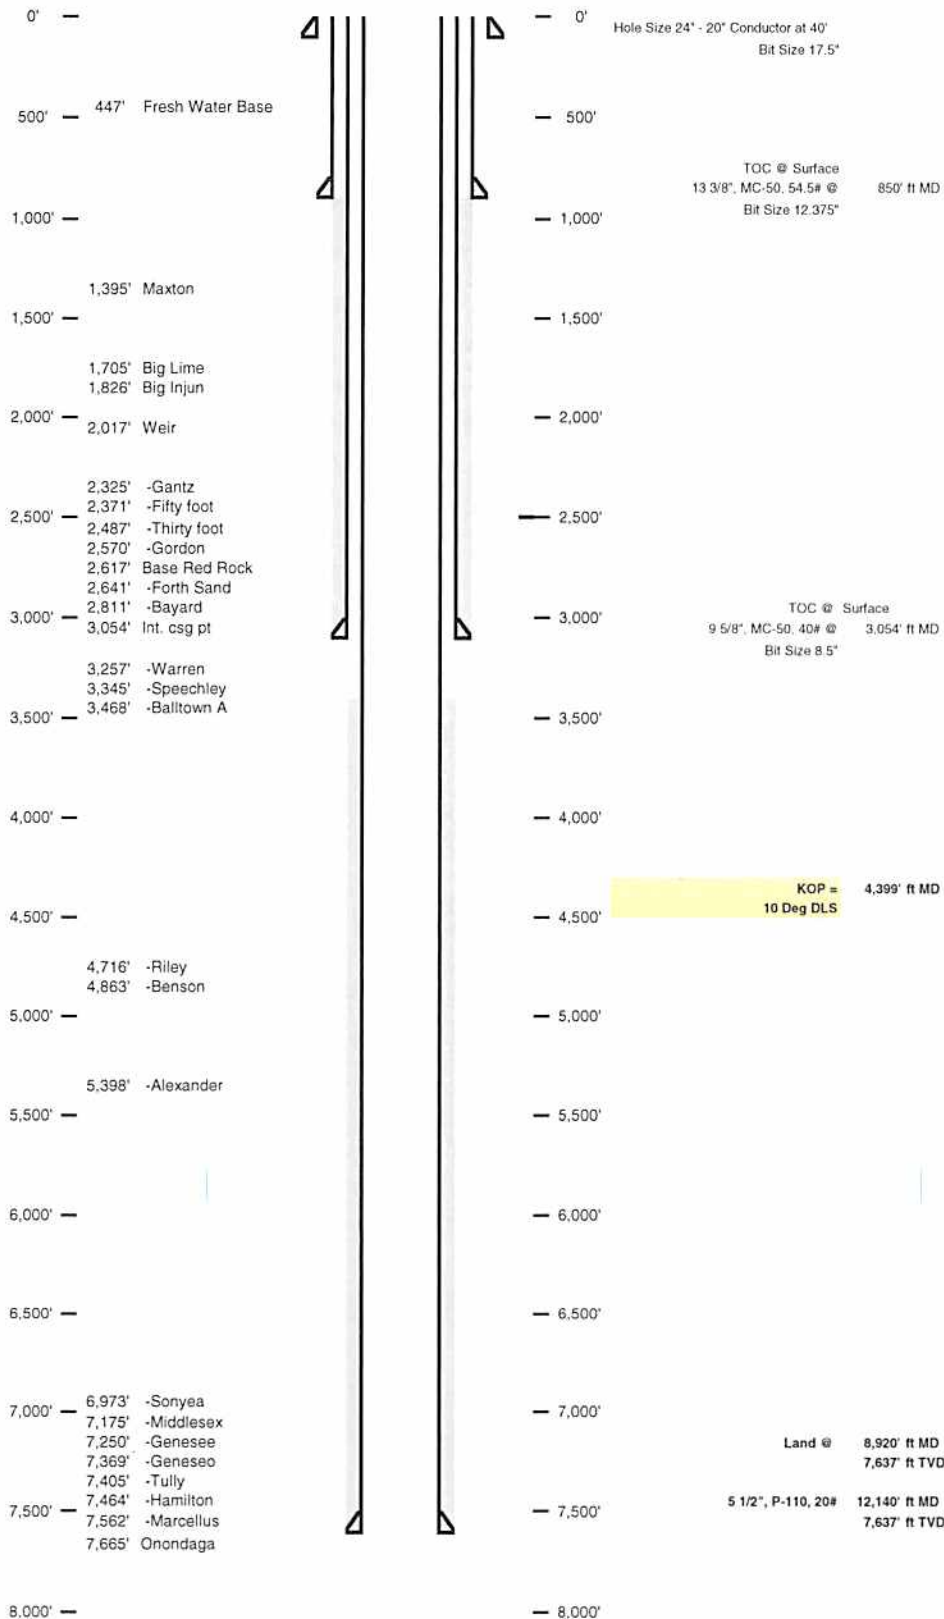 0' 0'
Hole Size 24" - 20" Conductor at 40'
Bit Size 17.5"
447' Fresh Water Base
500' 500'
TOC @ Surface
13 3/8", MC-50, 54.5# @ 850' ft MD
Bit Size 12.375"
1,000' 1,000'
1,395' Maxton
1,500' 1,500'
1,705' Big Lime
1,826' Big Injun
2,000' 2,000'
2,017' Weir
2,325' -Gantz
2,371' -Fifty foot
2,500' 2,500'
2,487' -Thirty foot
2,570' -Gordon
2,617' Base Red Rock
2,641' -Forth Sand
2,811' -Bayard
TOC @ Surface
3,000' 3,000'
3,054' Int. csg pt
9 5/8", MC-50, 40# @ 3,054' ft MD
Bit Size 8.5"
3,257' -Warren
3,345' -Speechley
3,468' -Balltown A
3,500' 3,500'
4,000' 4,000'
KOP = 4,399' ft MD
10 Deg DLS
4,500' 4,500'
4,716' -Riley
4,863' -Benson
5,000' 5,000'
5,398' -Alexander
5,500' 5,500'
6,000' 6,000'
6,500' 6,500'
6,973' -Sonyea
7,000' 7,000'
7,175' -Middlesex
7,250' -Genesee
Land @ 8,920' ft MD
7,369' -Geneseo
7,637' ft TVD
7,405' -Tully
7,464' -Hamilton
5 1/2", P-110, 20# 12,140' ft MD
7,500' 7,500'
7,562' -Marcellus
7,637' ft TVD
7,665' Onondaga
8,000' 8,000'